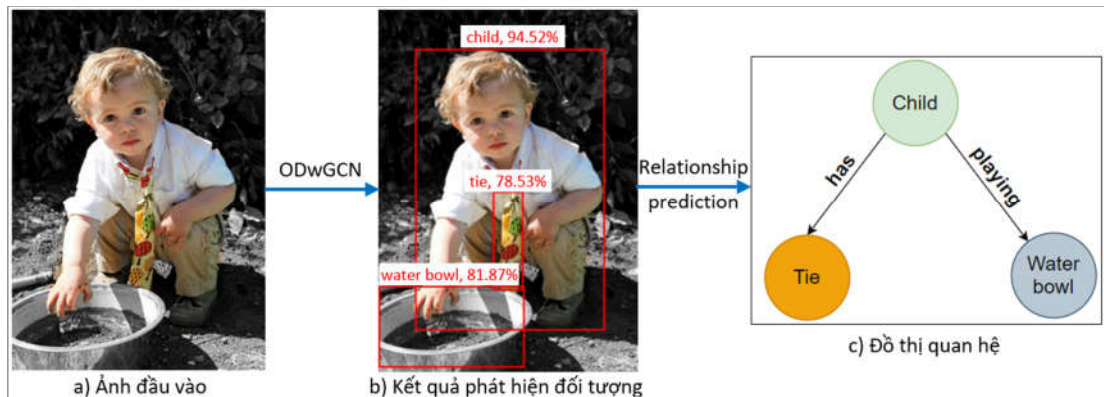 child, 94.52%
ODwGCN
tie, 78.53%
water bowl, 81.87%
Relationship
prediction
Child
has
playing
Tie
Water
bowl
a) Ảnh đầu vào
b) Kết quả phát hiện đối tượng
c) Đồ thị quan hệ